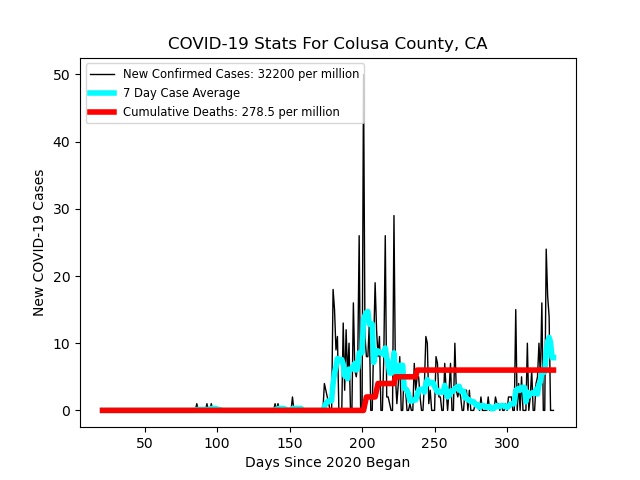 COVID-19 Stats For Colusa County, CA
New Confirmed Cases: 32200 per million
7 Day Case Average
Cumulative Deaths: 278.5 per million
50
40
30
20
10
0
New COVID-19 Cases
50 100 150 200 250 300
Days Since 2020 Began